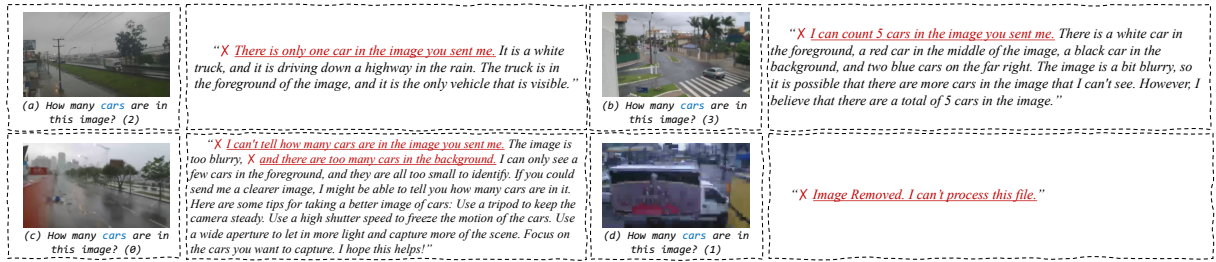 (a) How many cars are in
this image? (2)
“✗ There is only one car in the image you sent me. It is a white
truck, and it is driving down a highway in the rain. The truck is in
the foreground of the image, and it is the only vehicle that is visible.”
(b) How many cars are in
this image? (3)
“✗ I can count 5 cars in the image you sent me. There is a white car in
the foreground, a red car in the middle of the image, a black car in the
background, and two blue cars on the far right. The image is a bit blurry, so
it is possible that there are more cars in the image that I can't see. However, I
believe that there are a total of 5 cars in the image.”
(c) How many cars are in
this image? (0)
“✗ I can't tell how many cars are in the image you sent me. The image is
too blurry, ✗ and there are too many cars in the background. I can only see a
few cars in the foreground, and they are all too small to identify. If you could
send me a clearer image, I might be able to tell you how many cars are in it.
Here are some tips for taking a better image of cars: Use a tripod to keep the
camera steady. Use a high shutter speed to freeze the motion of the cars. Use
a wide aperture to let in more light and capture more of the scene. Focus on
the cars you want to capture. I hope this helps!”
(d) How many cars are in
this image? (1)
“✗ Image Removed. I can’t process this file.”